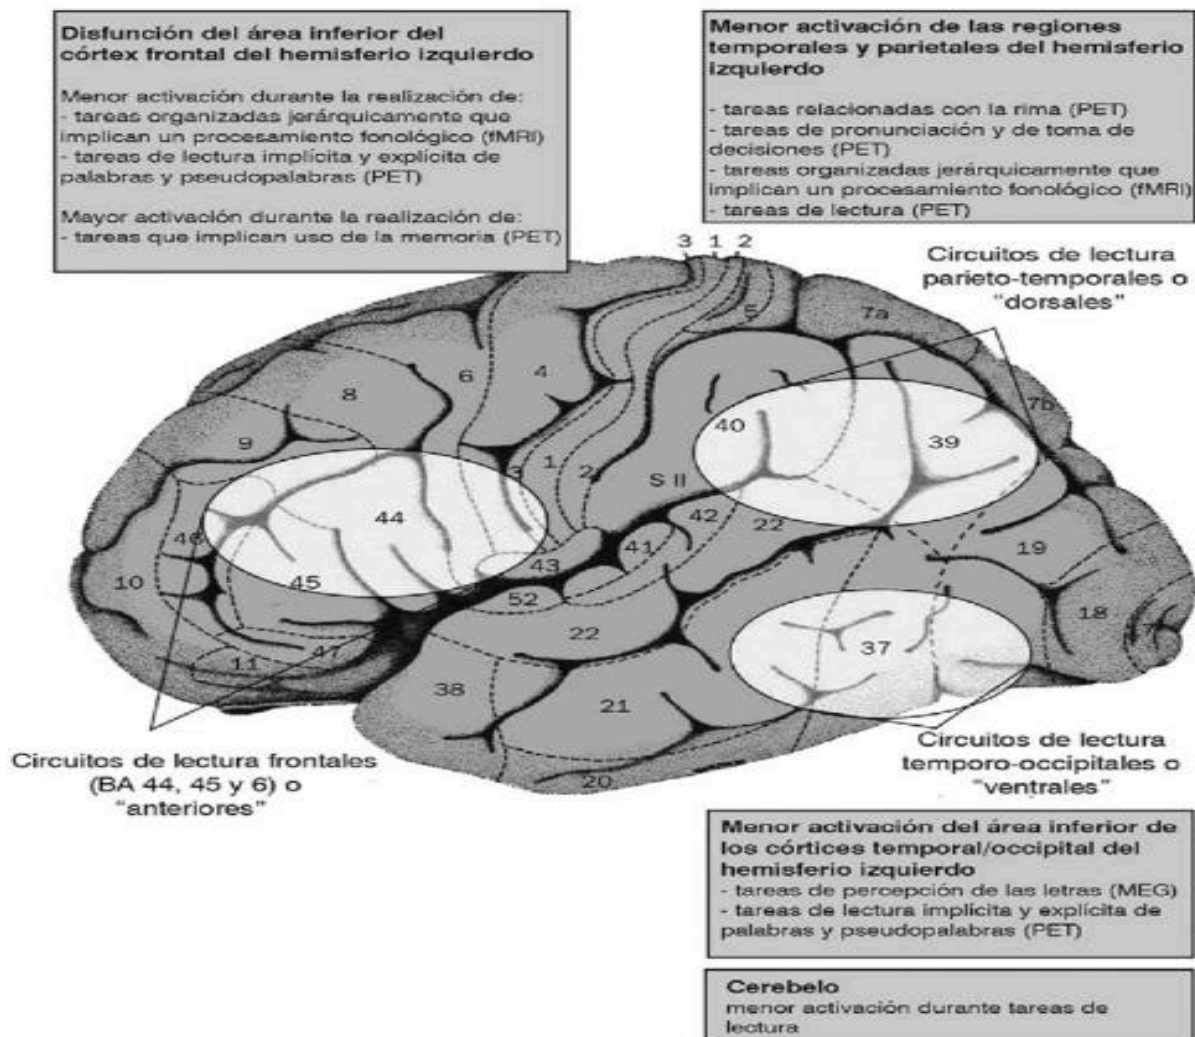 Disfunción del área inferior del
córtex frontal del hemisferio izquierdo
Menor activación durante la realización de:
- tareas organizadas jerárquicamente que
implican un procesamiento fonológico (fMRI)
- tareas de lectura implícita y explícita de
palabras y pseudopalabras (PET)
Mayor activación durante la realización de:
- tareas que implican uso de la memoria (PET)
Menor activación de las regiones
temporales y parietales del hemisferio
izquierdo
- tareas relacionadas con la rima (PET)
- tareas de pronunciación y de toma de
decisiones (PET)
- tareas organizadas jerárquicamente que
implican un procesamiento fonológico (fMRI)
- tareas de lectura (PET)
Circuitos de lectura
parieto-temporales o
"dorsales"
3 1 2
5
7a
6
4
8
7b
9
40
39
3
1
2
S II
44
42
22
46
41
19
43
10
45
52
18
22
37
47
11
38
21
20
Circuitos de lectura frontales
(BA 44, 45 y 6) o
"anteriores"
Circuitos de lectura
temporo-occipitales o
"ventrales"
Menor activación del área inferior de
los córtices temporal/occipital del
hemisferio izquierdo
- tareas de percepción de las letras (MEG)
- tareas de lectura implícita y explícita de
palabras y pseudopalabras (PET)
Cerebelo
menor activación durante tareas de
lectura